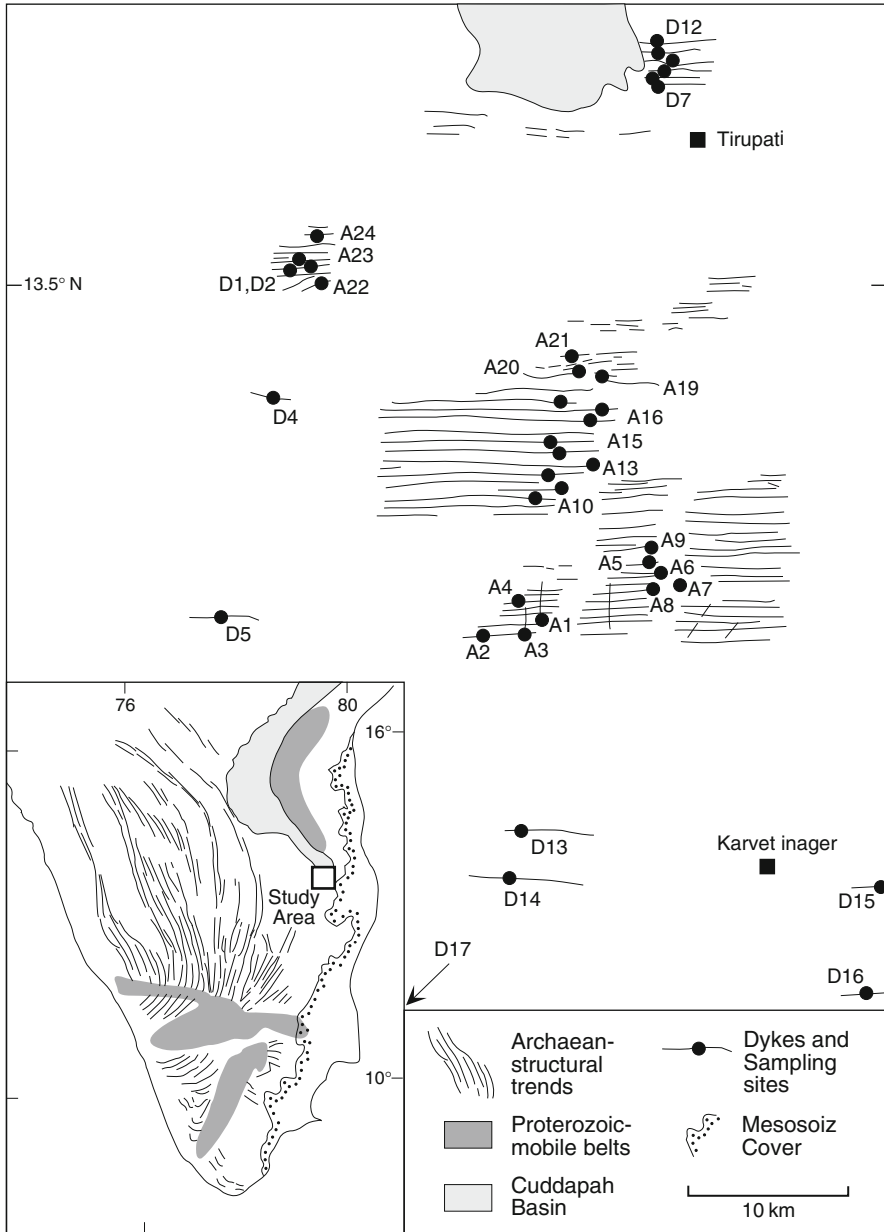 D12
D7
Tirupati
A24
A23
D1,D2
A22
13.5° N
A21
A20
A19
D4
A16
A15
A13
A10
A9
A5
A6
A7
A8
A4
A1
A2
A3
D5
76
80
16°
Study
Area
10°
D13
Karvet inager
D14
D15
D17
D16
Archaean-
structural
trends
Dykes and
Sampling
sites
Proterozoic-
mobile belts
Mesosoiz
Cover
Cuddapah
Basin
10 km